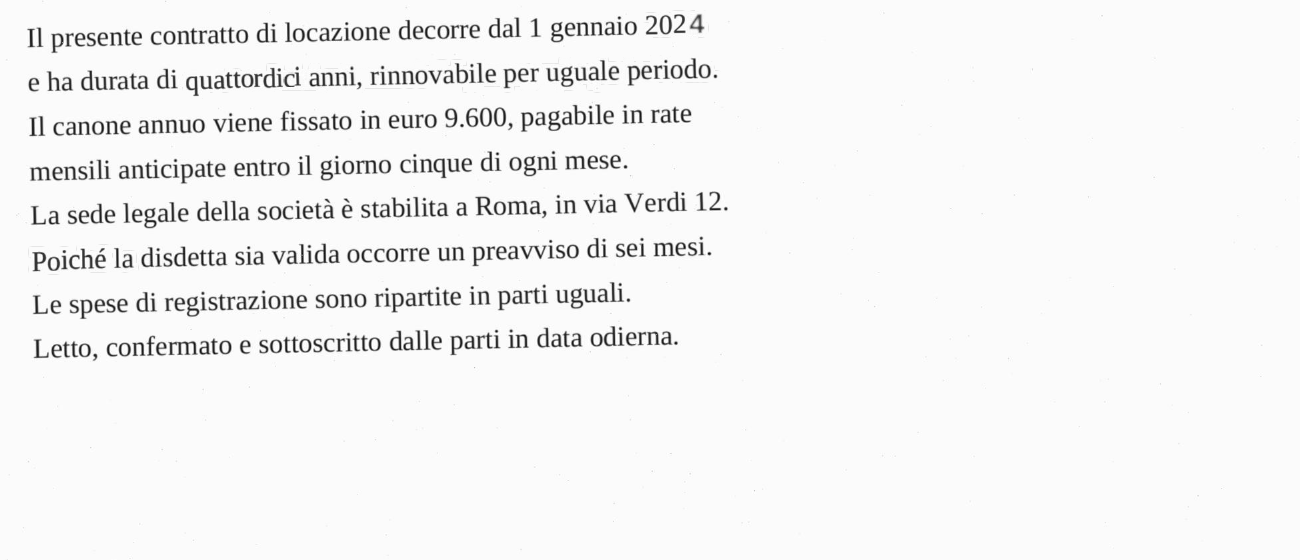 Il presente contratto di locazione decorre dal 1 gennaio 2024
e ha durata di quattordici anni, rinnovabile per uguale periodo.
Il canone annuo viene fissato in euro 9.600, pagabile in rate
mensili anticipate entro il giorno cinque di ogni mese.
La sede legale della società è stabilita a Roma, in via Verdi 12.
Poiché la disdetta sia valida occorre un preavviso di sei mesi.
Le spese di registrazione sono ripartite in parti uguali.
Letto, confermato e sottoscritto dalle parti in data odierna.